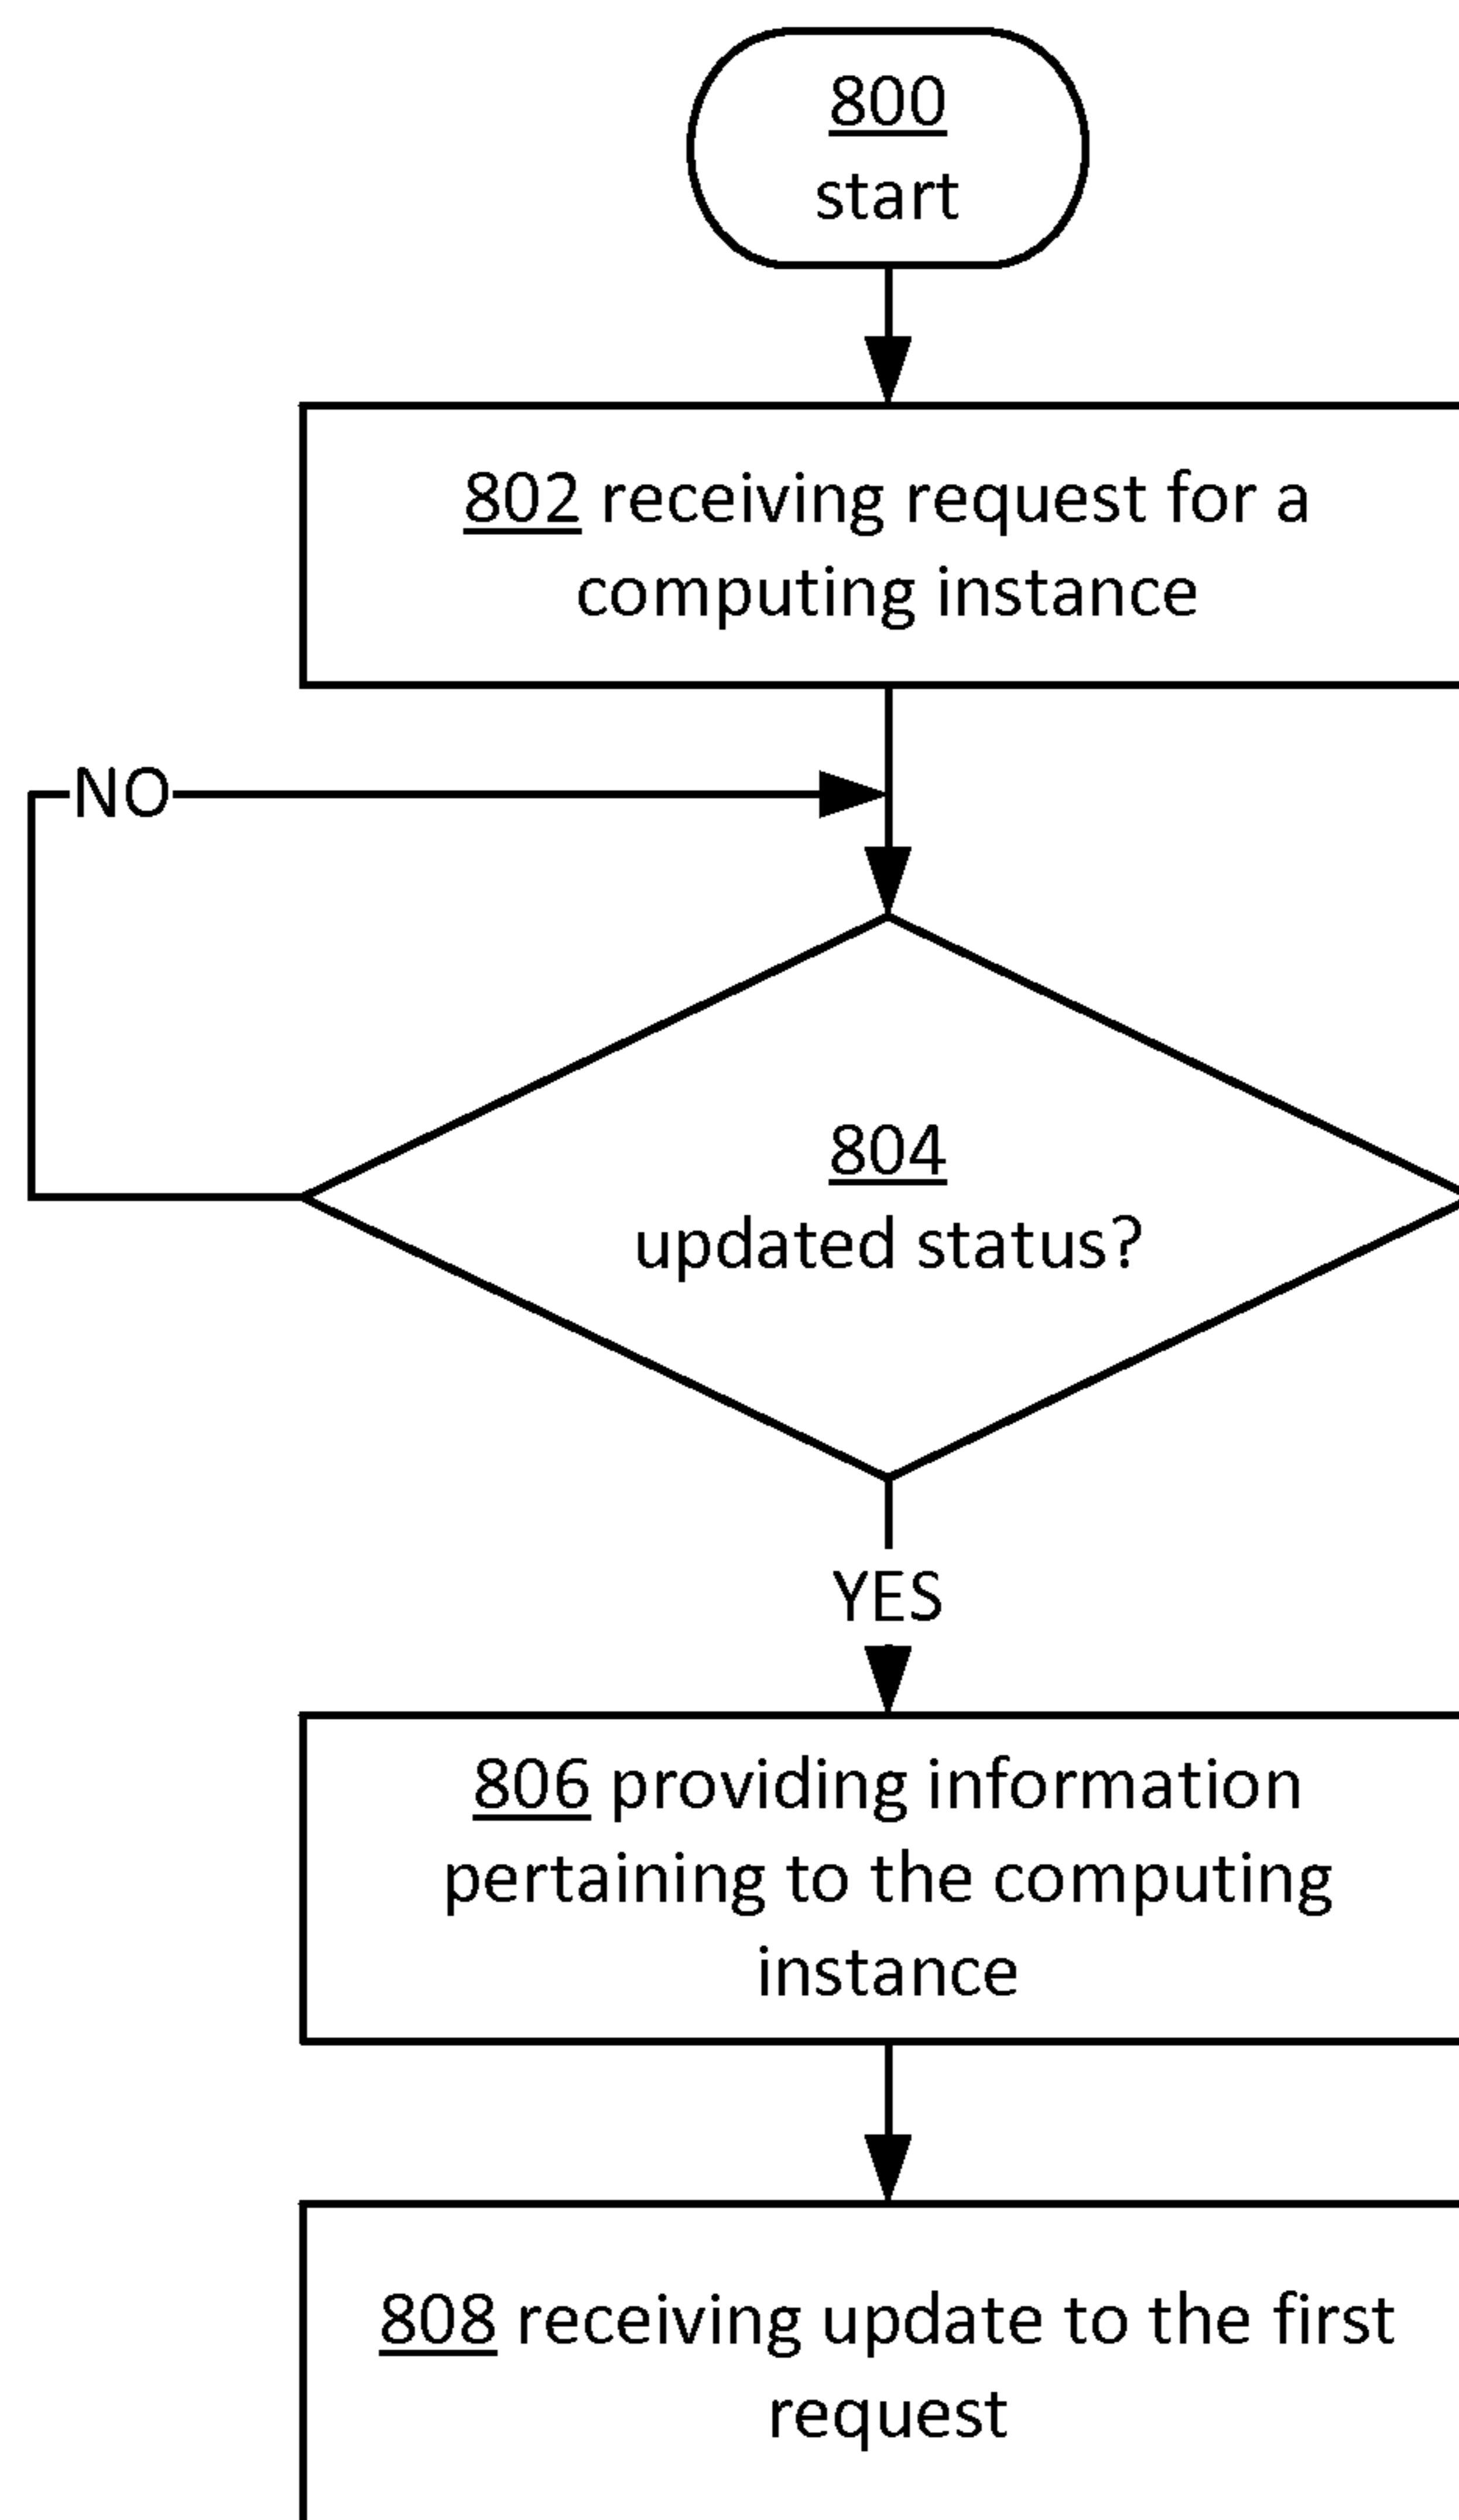 800
start
802 receiving request for a
computing instance
NO
804
updated status?
YES
806 providing information
pertaining to the computing
instance
808 receiving update to the first
request